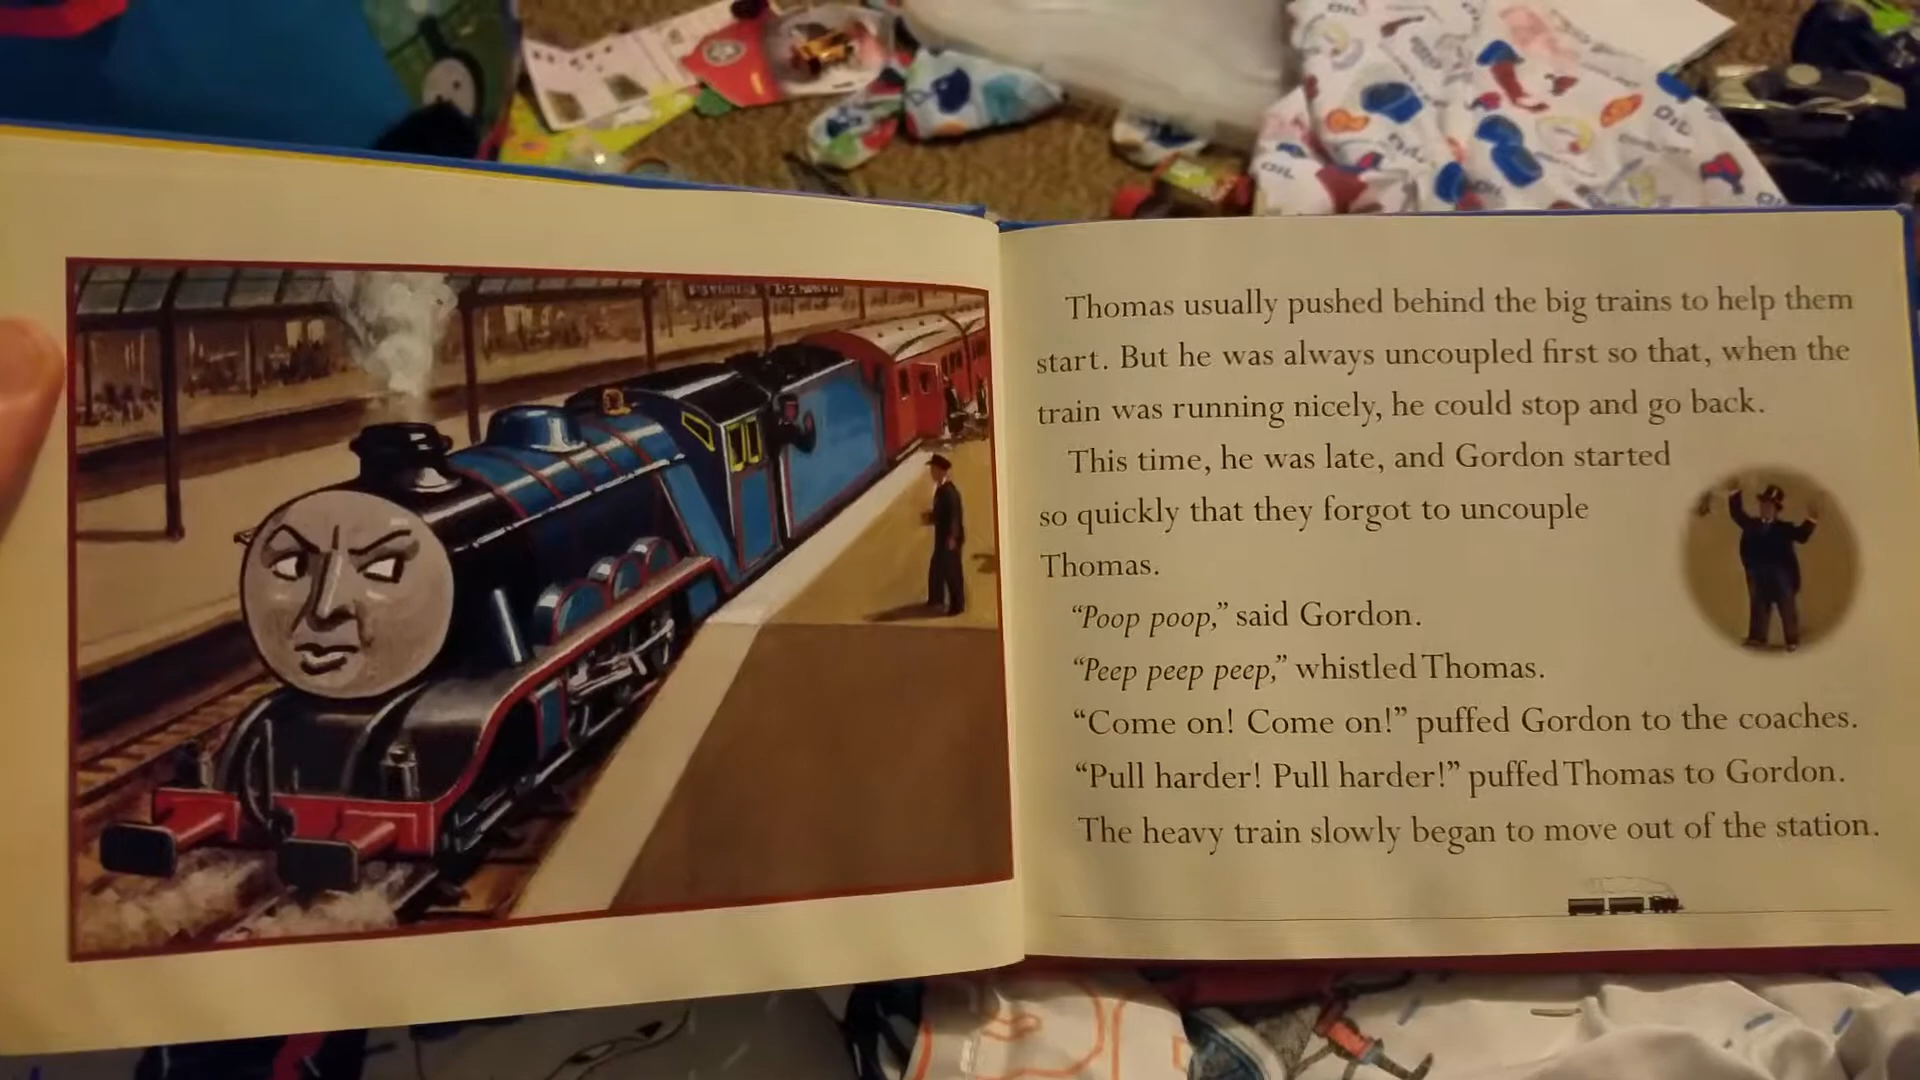 Thomas usually pushed behind the big trains to help them
start. But he was always uncoupled first so that, when the
train was running nicely, he could stop and go back.
This time, he was late, and Gordon started
so quickly that they forgot to uncouple
Thomas.
“Poop poop,” said Gordon.
“Peep peep peep,” whistled Thomas.
“Come on! Come on!” puffed Gordon to the coaches.
“Pull harder! Pull harder!” puffed Thomas to Gordon.
The heavy train slowly began to move out of the station.
OIL
OIL